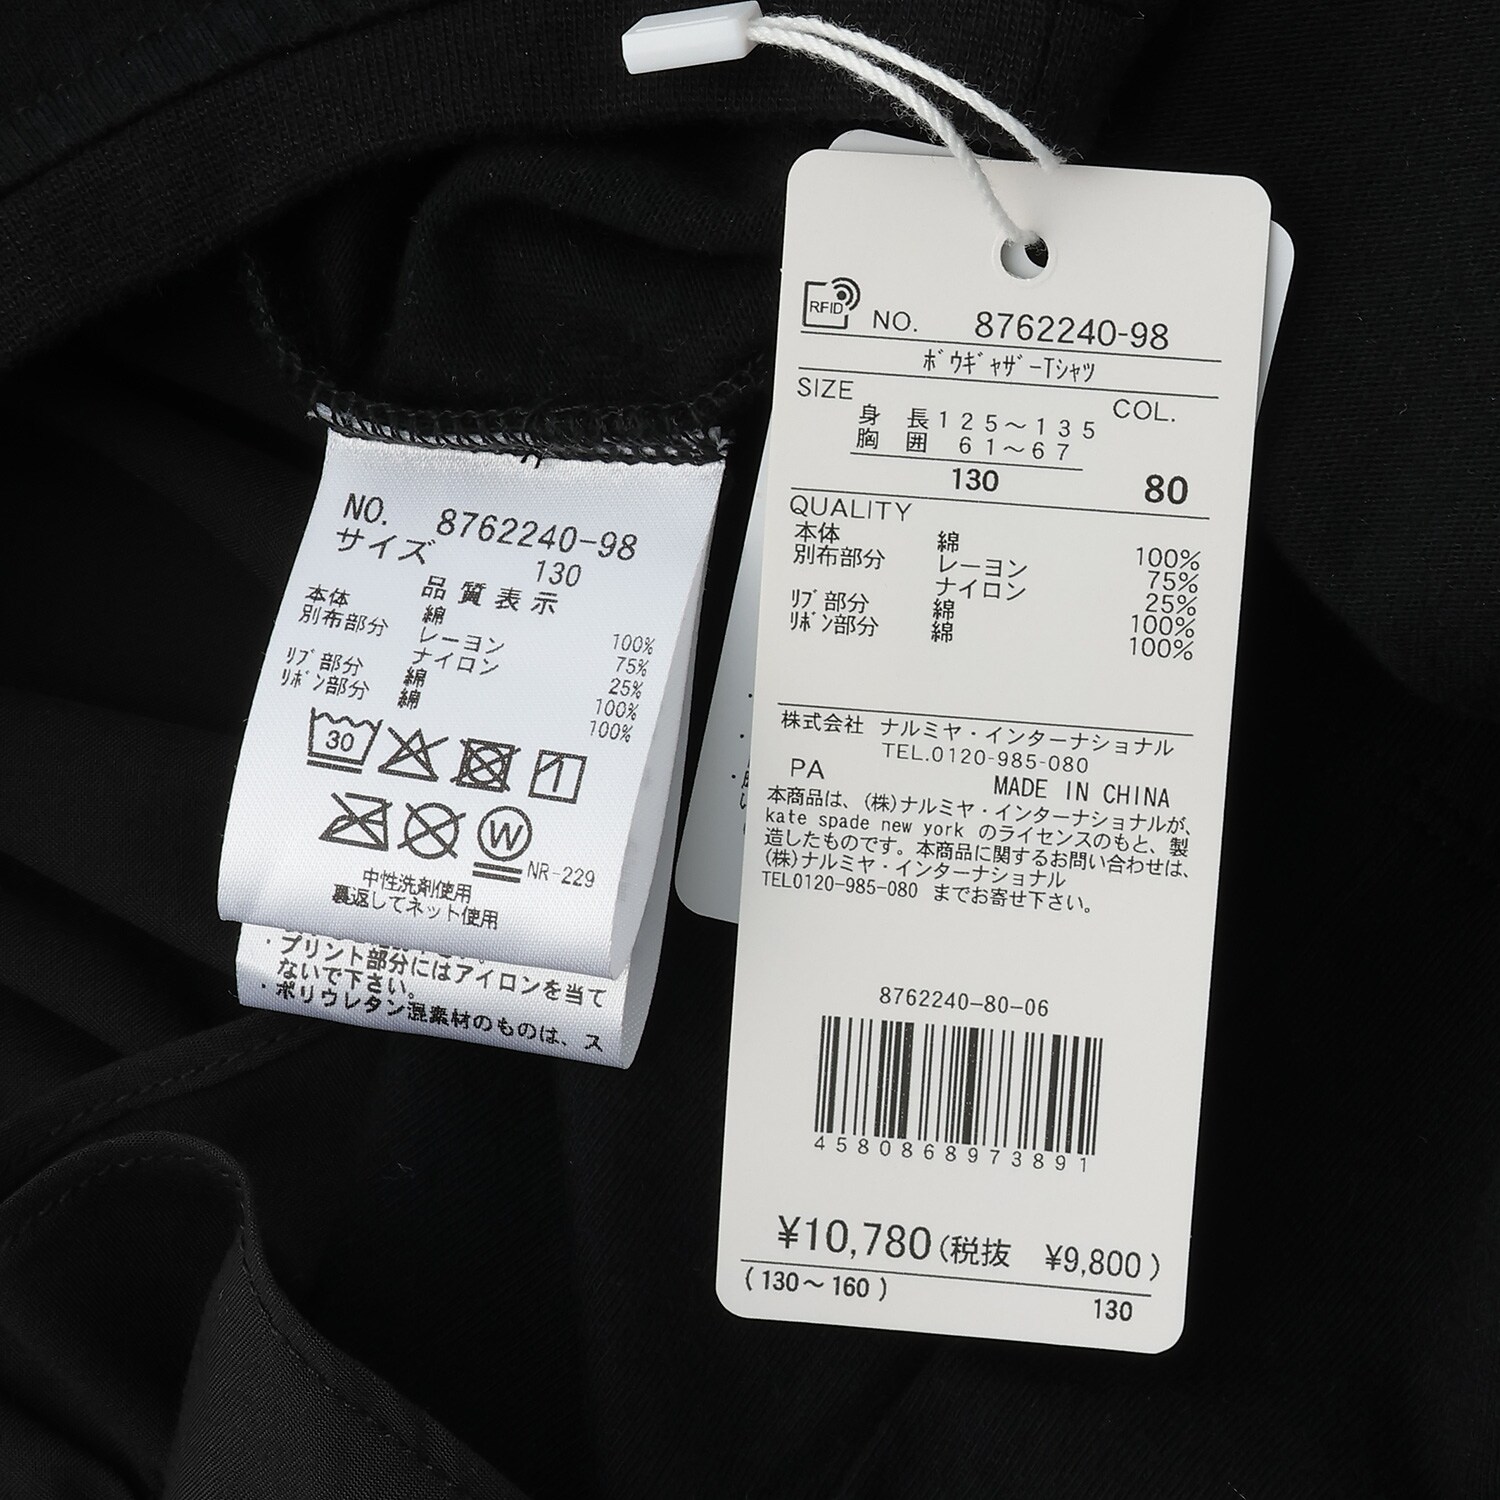 NO. 8762240-98
サイズ 130
品質表示
本体 綿 100%
別布部分 レーヨン 75%
ナイロン 25%
ﾘﾌﾞ部分 綿 100%
ﾘﾎﾞﾝ部分 綿 100%
30
W
NR-229
中性洗剤使用
裏返してネット使用
・プリント部分にはアイロンを当て
ないで下さい。
・ポリウレタン混素材のものは、ス
RFID NO. 8762240-98
ﾎﾞｳｷﾞｬｻﾞｰTｼｬﾂ
SIZE COL.
身長125～135
胸囲 61～67
130 80
QUALITY
本体 綿 100%
別布部分 レーヨン 75%
ナイロン 25%
ﾘﾌﾞ部分 綿 100%
ﾘﾎﾞﾝ部分 綿 100%
株式会社 ナルミヤ・インターナショナル
TEL.0120-985-080
PA MADE IN CHINA
本商品は、(株)ナルミヤ・インターナショナルが、
kate spade new york のライセンスのもと、製
造したものです。本商品に関するお問い合わせは、
(株)ナルミヤ・インターナショナル
TEL0120-985-080 までお寄せ下さい。
8762240-80-06
4580868973891
¥10,780(税抜 ¥9,800)
(130～160)
130